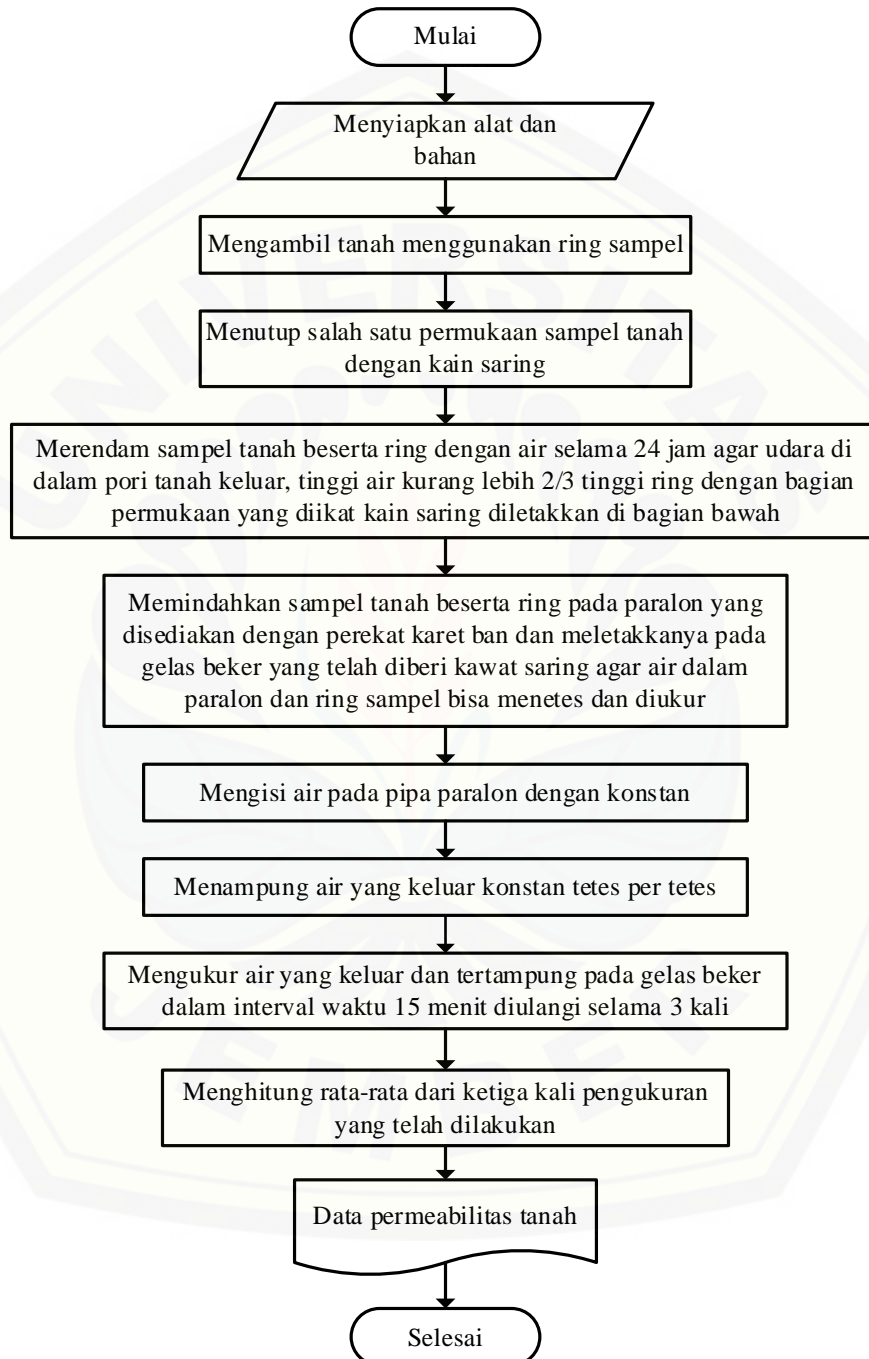 Mulai
Menyiapkan alat dan
bahan
Mengambil tanah menggunakan ring sampel
Menutup salah satu permukaan sampel tanah
dengan kain saring
Merendam sampel tanah beserta ring dengan air selama 24 jam agar udara di
dalam pori tanah keluar, tinggi air kurang lebih 2/3 tinggi ring dengan bagian
permukaan yang diikat kain saring diletakkan di bagian bawah
Memindahkan sampel tanah beserta ring pada paralon yang
disediakan dengan perekat karet ban dan meletakkanya pada
gelas beker yang telah diberi kawat saring agar air dalam
paralon dan ring sampel bisa menetes dan diukur
Mengisi air pada pipa paralon dengan konstan
Menampung air yang keluar konstan tetes per tetes
Mengukur air yang keluar dan tertampung pada gelas beker
dalam interval waktu 15 menit diulangi selama 3 kali
Menghitung rata-rata dari ketiga kali pengukuran
yang telah dilakukan
Data permeabilitas tanah
Selesai
UNIVERSITAS
JEMBER